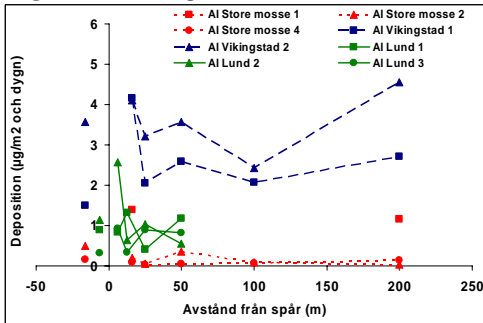 Al Store mosse 1 Al Store mosse 2
Al Store mosse 4 Al Vikingstad 1
Al Vikingstad 2 Al Lund 1
Al Lund 2 Al Lund 3
Deposition (µg/m2 och dygn)
6
5
4
3
2
1
0
-50 0 50 100 150 200 250
Avstånd från spår (m)